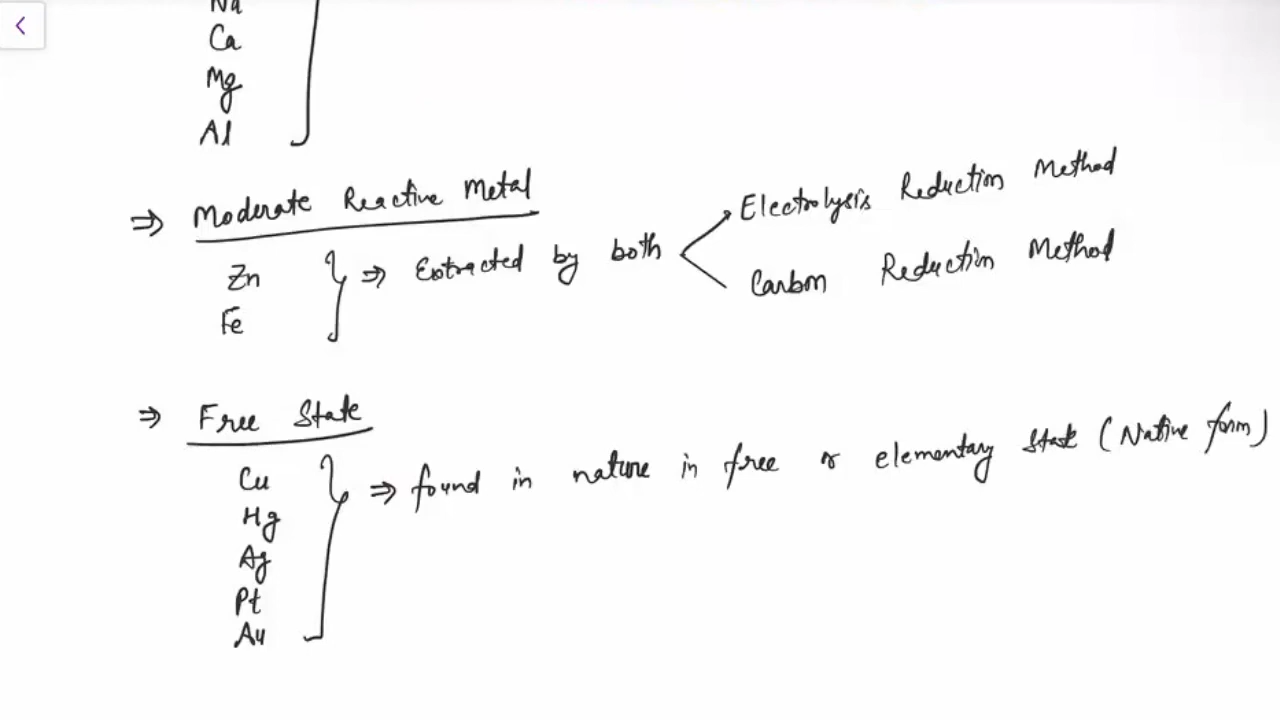 Na
Ca
Mg
Al
⇒ Moderate Reactive Metal
Electrolysis Reduction Method
Zn ⇒ Extracted by both
Carbon Reduction Method
Fe
⇒ Free State
Cu ⇒ found in nature in free or elementary state (Native form)
Hg
Ag
Pt
Au